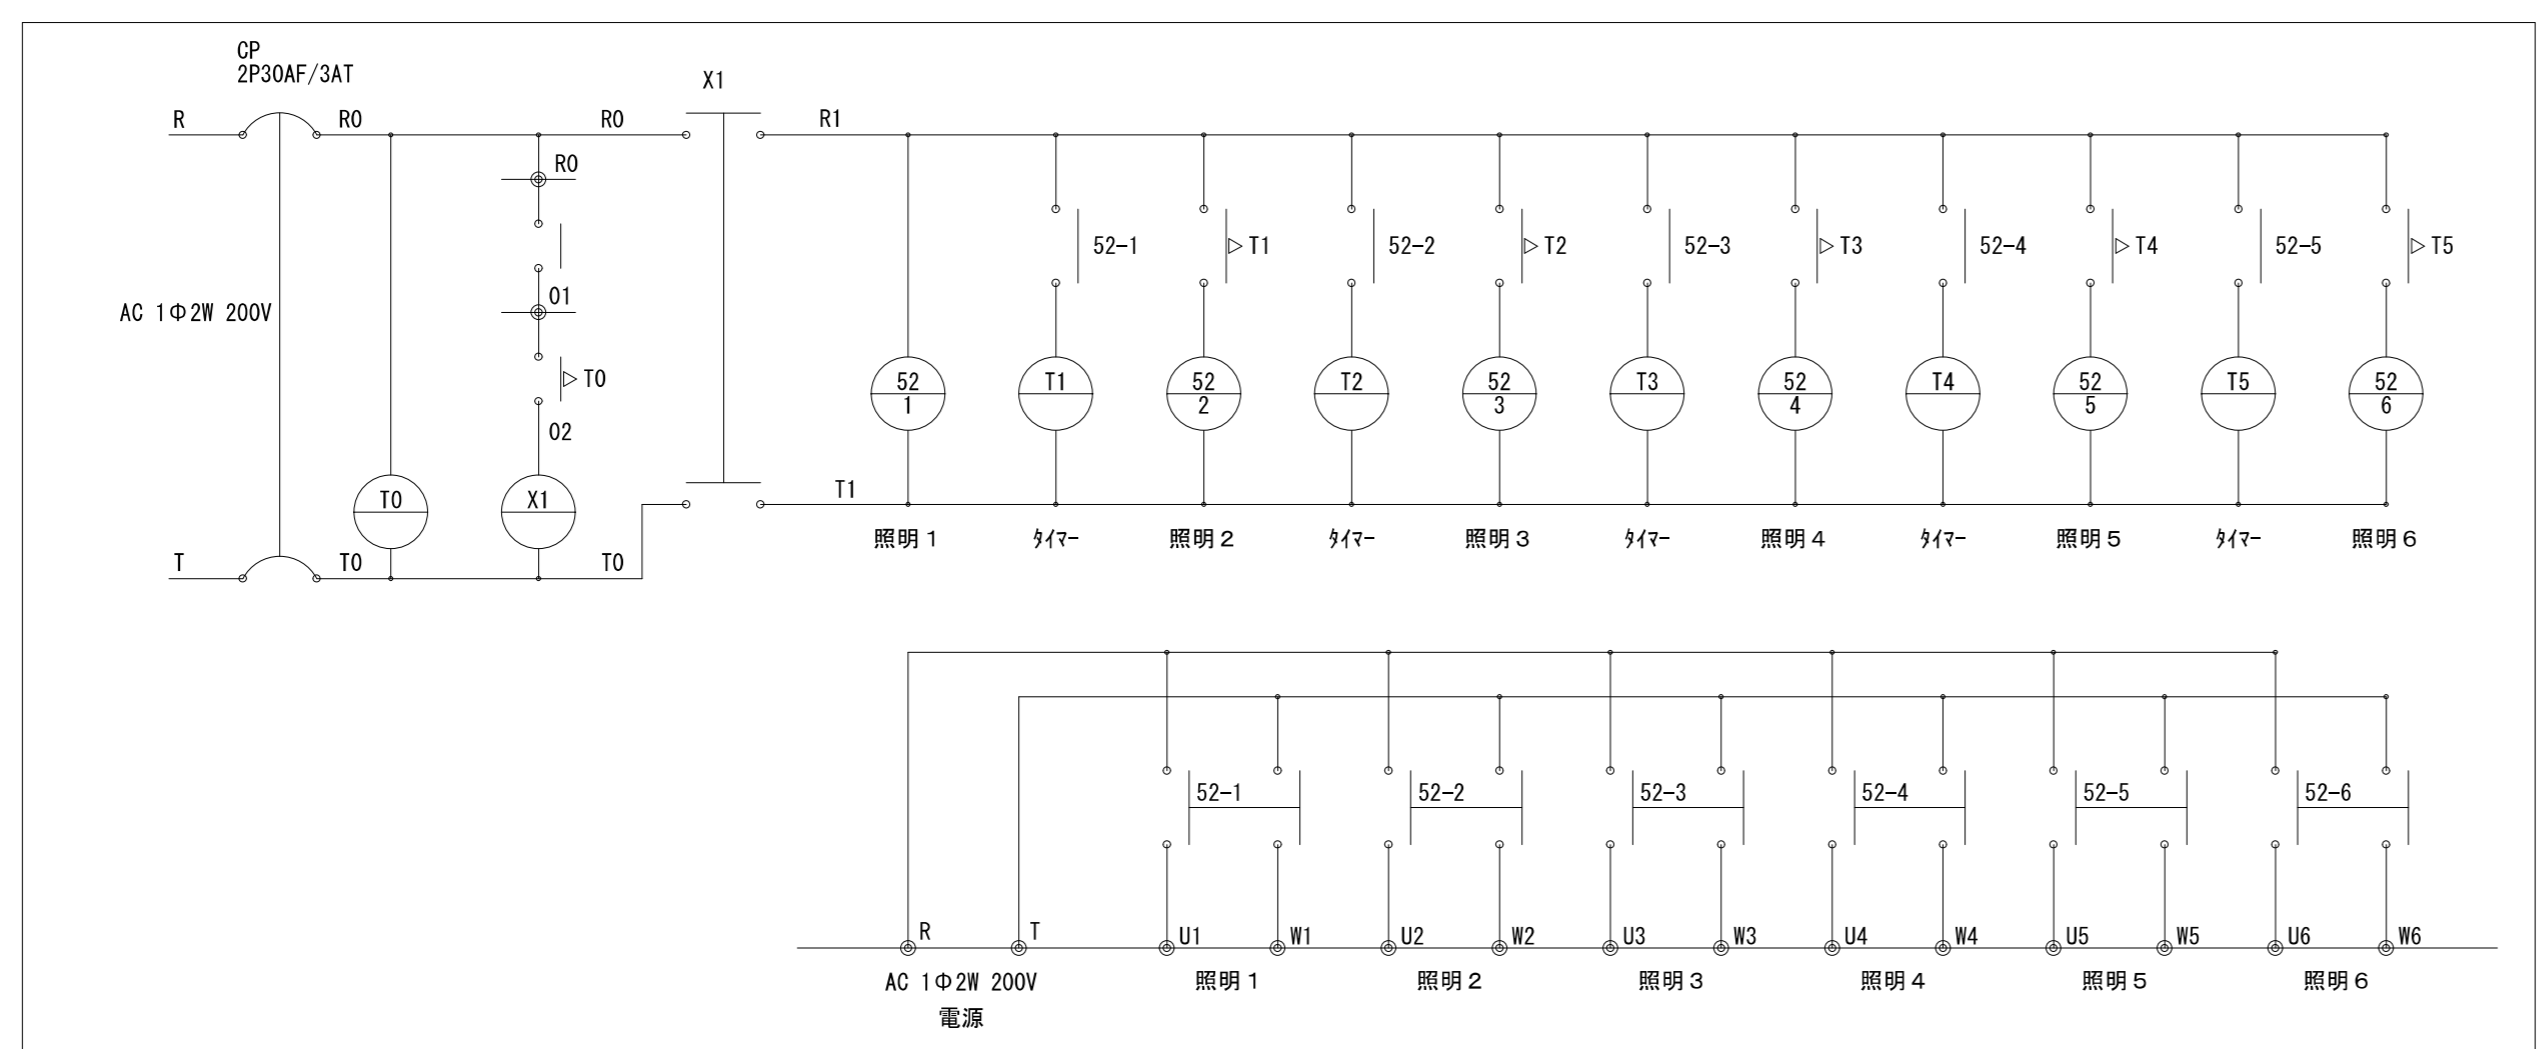 CP
2P30AF/3AT
X1
R
R0
R0
R1
R0
52-1
T1
52-2
T2
52-3
T3
52-4
T4
52-5
T5
01
AC 1Φ2W 200V
T0
02
52
1
T1
52
2
T2
52
3
T3
52
4
T4
52
5
T5
52
6
T0
X1
T1
照明１
ﾀｲﾏｰ
照明２
ﾀｲﾏｰ
照明３
ﾀｲﾏｰ
照明４
ﾀｲﾏｰ
照明５
ﾀｲﾏｰ
照明６
T
T0
T0
52-1
52-2
52-3
52-4
52-5
52-6
R
T
U1
W1
U2
W2
U3
W3
U4
W4
U5
W5
U6
W6
AC 1Φ2W 200V
照明１
照明２
照明３
照明４
照明５
照明６
電源